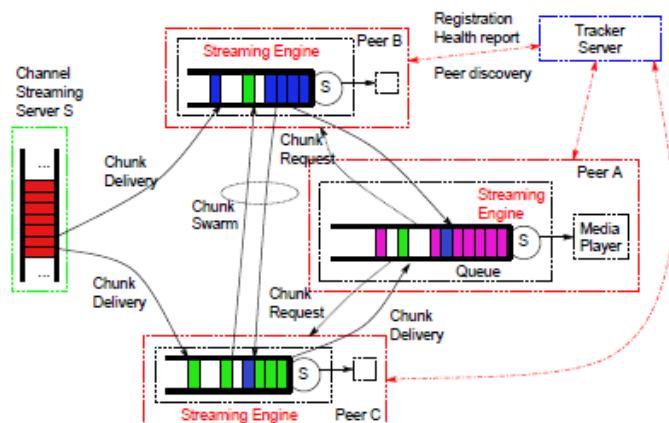 Streaming Engine
Peer B
S
Registration
Health report
Peer discovery
Tracker
Server
Channel
Streaming
Server S
...
...
Chunk
Delivery
Chunk
Request
Chunk
Swarm
Peer A
Streaming
Engine
S
Media
Player
Queue
Chunk
Delivery
Chunk
Request
Chunk
Delivery
S
Streaming Engine
Peer C